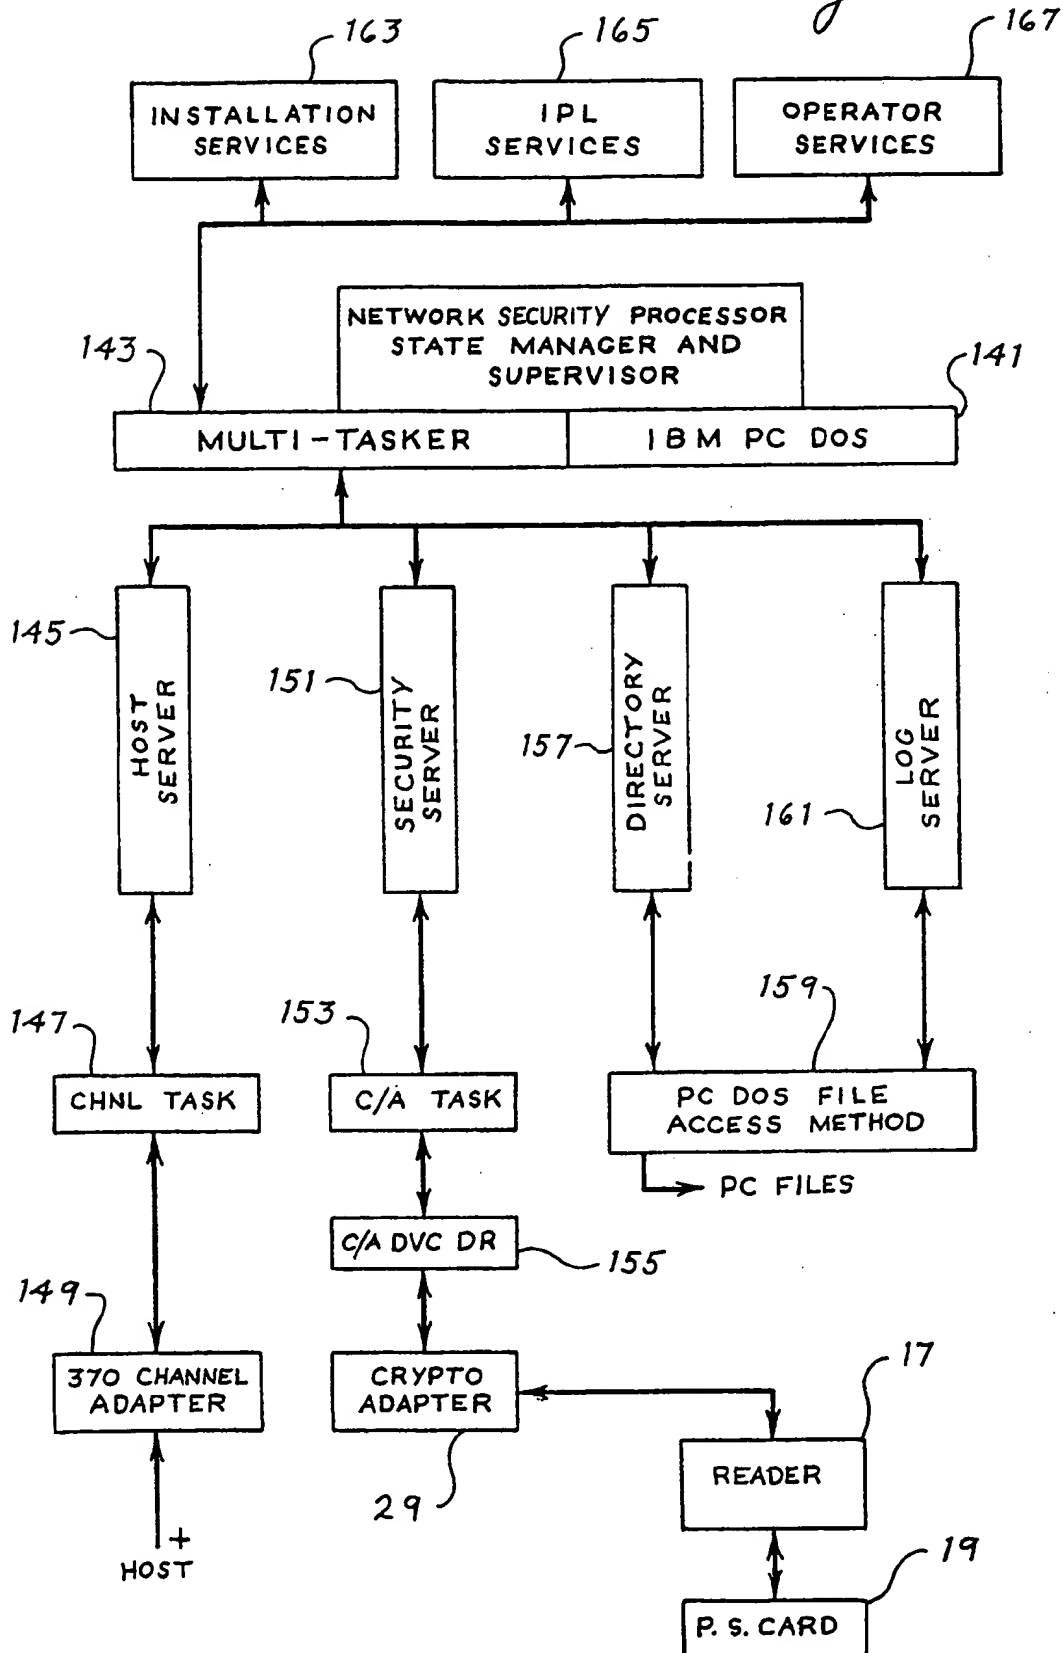 163
165
167
INSTALLATION
SERVICES
IPL
SERVICES
OPERATOR
SERVICES
NETWORK SECURITY PROCESSOR
STATE MANAGER AND
SUPERVISOR
143
141
MULTI-TASKER
IBM PC DOS
145
HOST
SERVER
151
SECURITY
SERVER
157
DIRECTORY
SERVER
161
LOG
SERVER
147
CHNL TASK
153
C/A TASK
159
PC DOS FILE
ACCESS METHOD
PC FILES
C/A DVC DR
155
149
370 CHANNEL
ADAPTER
CRYPTO
ADAPTER
29
17
READER
+
HOST
19
P. S. CARD